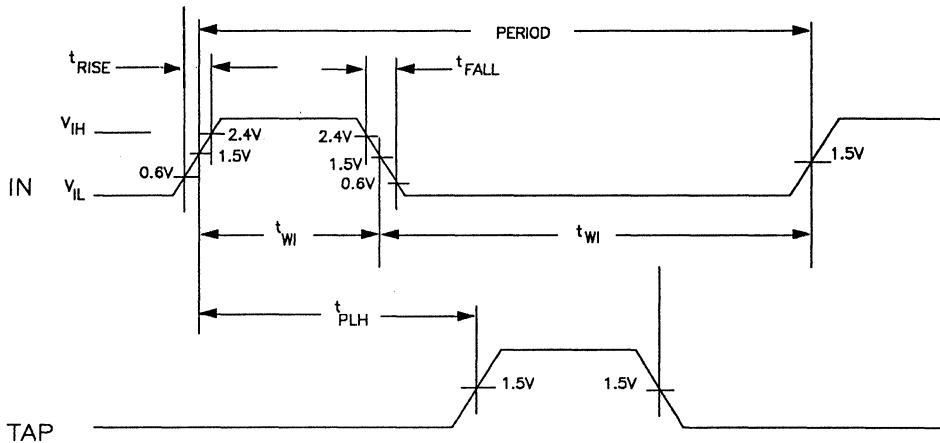 PERIOD
tRISE
tFALL
VIH
2.4V
2.4V
1.5V
1.5V
1.5V
0.6V
0.6V
IN
VIL
tWI
tWI
tPLH
1.5V
1.5V
TAP